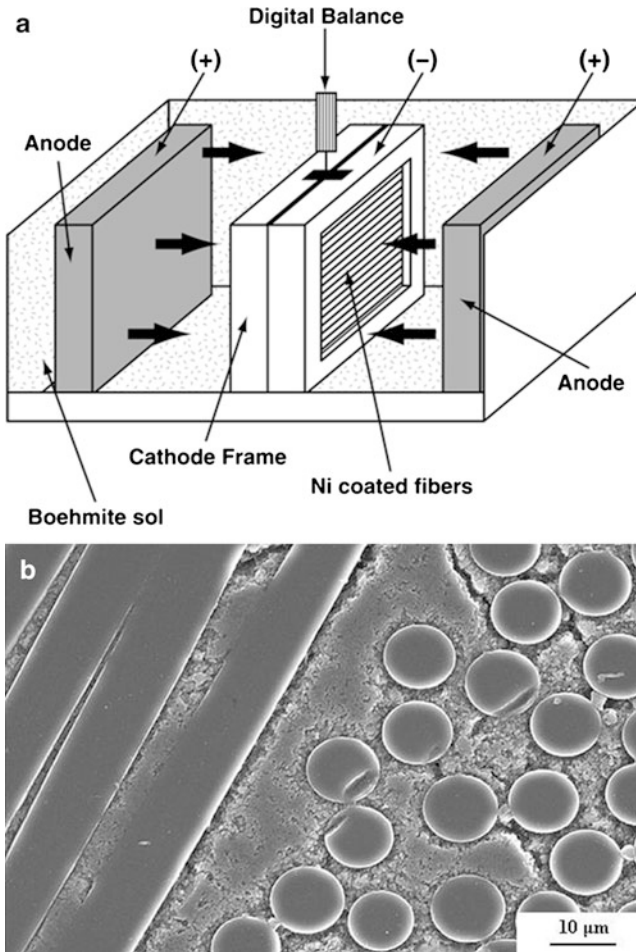 a
Digital Balance
(+)
(−)
(+)
Anode
Anode
Cathode Frame
Ni coated fibers
Boehmite sol
b
10 μm